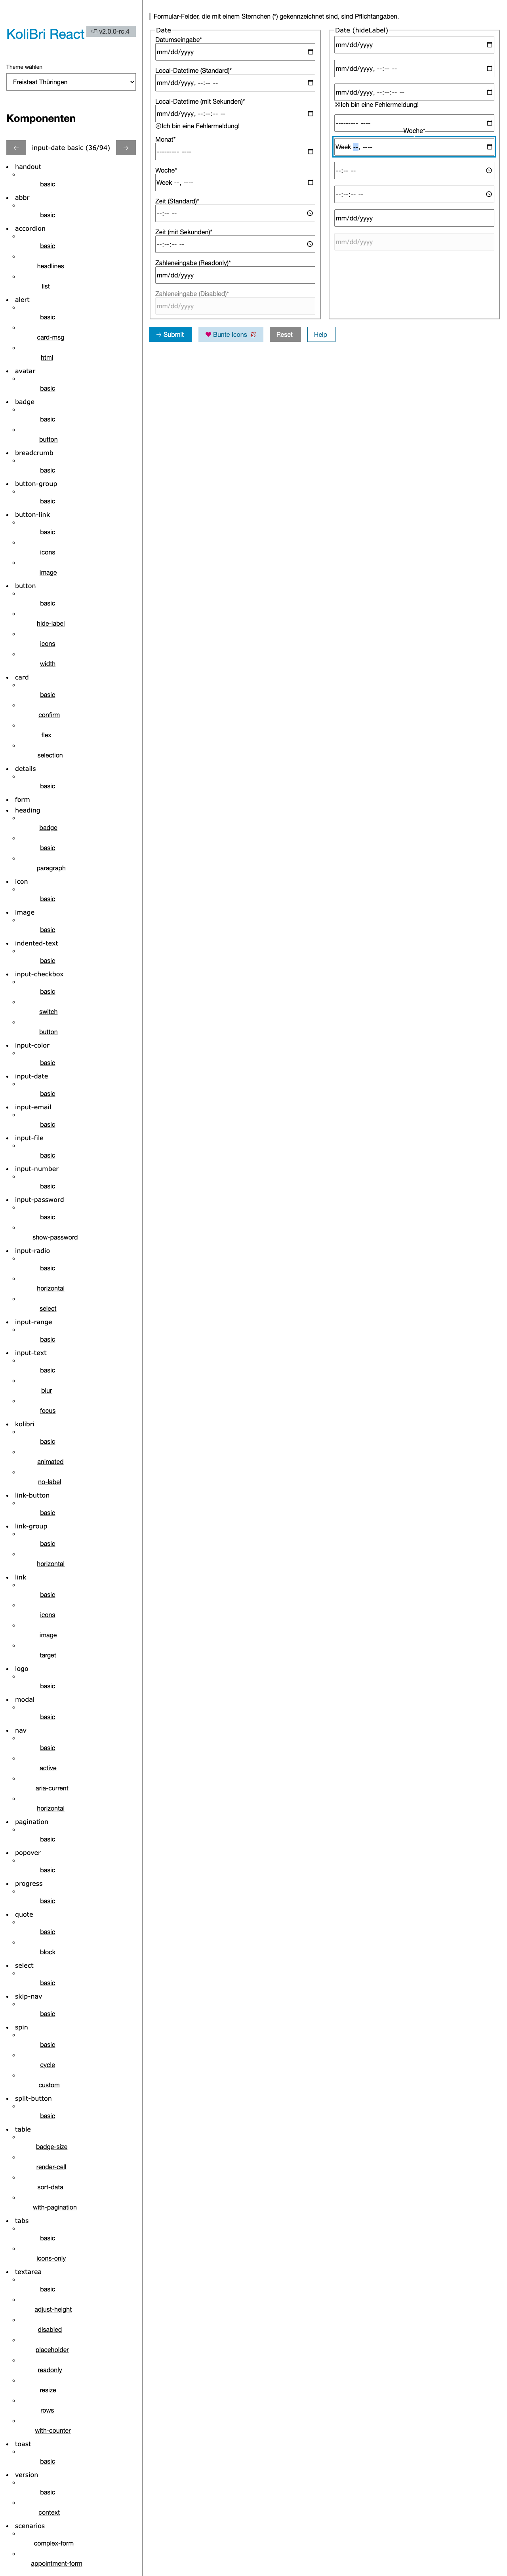 KoliBri React
v2.0.0-rc.4
Theme wählen
Freistaat Thüringen
Komponenten
input-date basic (36/94)
handout
basic
abbr
basic
accordion
basic
headlines
list
alert
basic
card-msg
html
avatar
basic
badge
basic
button
breadcrumb
basic
button-group
basic
button-link
basic
icons
image
button
basic
hide-label
icons
width
card
basic
confirm
flex
selection
details
basic
form
heading
badge
basic
paragraph
icon
basic
image
basic
indented-text
basic
input-checkbox
basic
switch
button
input-color
basic
input-date
basic
input-email
basic
input-file
basic
input-number
basic
input-password
basic
show-password
input-radio
basic
horizontal
select
input-range
basic
input-text
basic
blur
focus
kolibri
basic
animated
no-label
link-button
basic
link-group
basic
horizontal
link
basic
icons
image
target
logo
basic
modal
basic
nav
basic
active
aria-current
horizontal
pagination
basic
popover
basic
progress
basic
quote
basic
block
select
basic
skip-nav
basic
spin
basic
cycle
custom
split-button
basic
table
badge-size
render-cell
sort-data
with-pagination
tabs
basic
icons-only
textarea
basic
adjust-height
disabled
placeholder
readonly
resize
rows
with-counter
toast
basic
version
basic
context
scenarios
complex-form
appointment-form
Formular-Felder, die mit einem Sternchen (*) gekennzeichnet sind, sind Pflichtangaben.
Date
Datumseingabe*
mm/dd/yyyy
Local-Datetime (Standard)*
mm/dd/yyyy, --:-- --
Local-Datetime (mit Sekunden)*
mm/dd/yyyy, --:--:-- --
Ich bin eine Fehlermeldung!
Monat*
--------- ----
Woche*
Week --, ----
Zeit (Standard)*
--:-- --
Zeit (mit Sekunden)*
--:--:-- --
Zahleneingabe (Readonly)*
mm/dd/yyyy
Zahleneingabe (Disabled)*
mm/dd/yyyy
Date (hideLabel)
mm/dd/yyyy
mm/dd/yyyy, --:-- --
mm/dd/yyyy, --:--:-- --
Ich bin eine Fehlermeldung!
--------- ----
Woche*
Week --, ----
--:-- --
--:--:-- --
mm/dd/yyyy
mm/dd/yyyy
Submit
Bunte Icons
Reset
Help